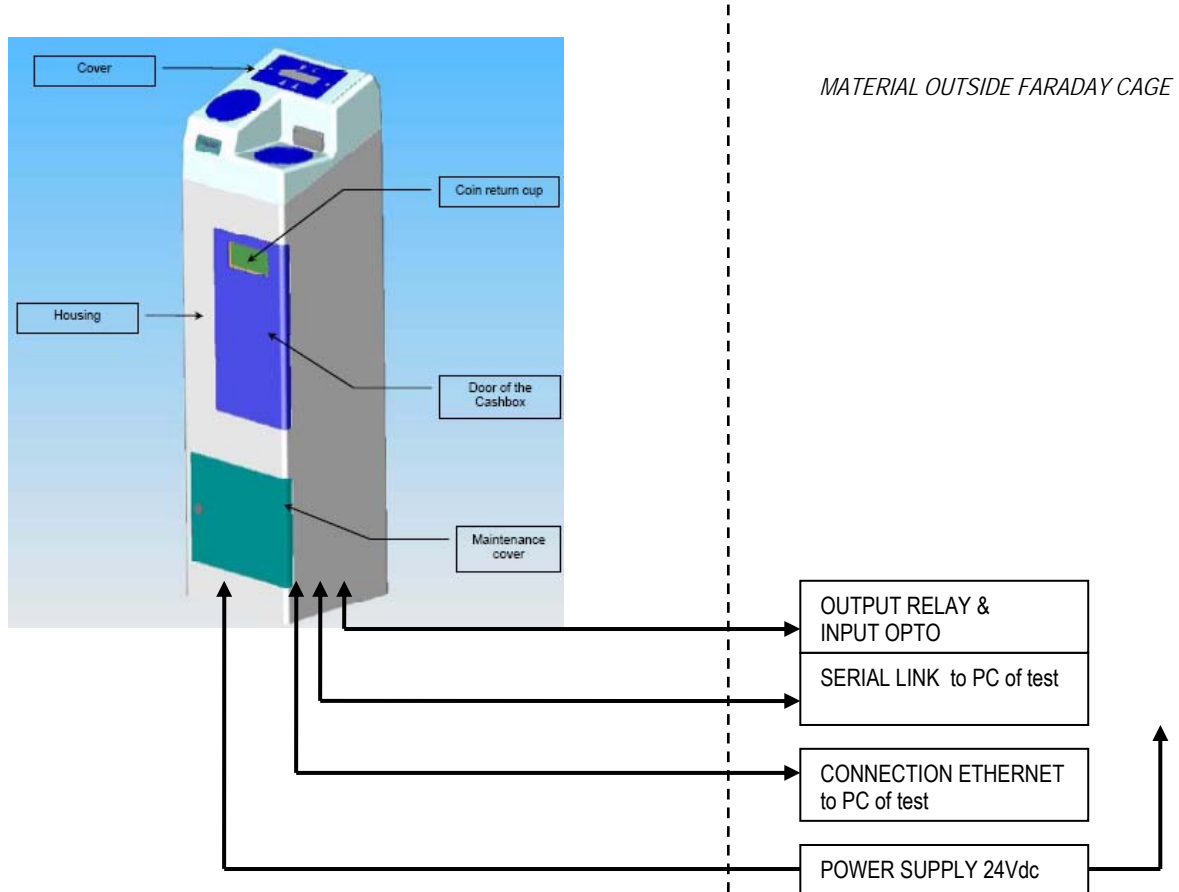 MATERIAL OUTSIDE FARADAY CAGE
Cover
Coin return cup
Housing
Door of the
Cashbox
Maintenance
cover
OUTPUT RELAY &
INPUT OPTO
SERIAL LINK to PC of test
CONNECTION ETHERNET
to PC of test
POWER SUPPLY 24Vdc